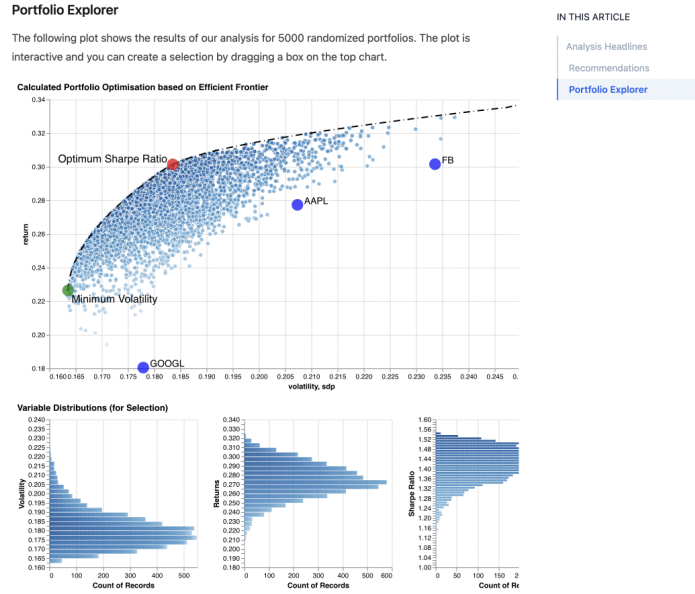 Portfolio Explorer
The following plot shows the results of our analysis for 5000 randomized portfolios. The plot is
interactive and you can create a selection by dragging a box on the top chart.
IN THIS ARTICLE
Analysis Headlines
Recommendations
Portfolio Explorer
Calculated Portfolio Optimisation based on Efficient Frontier
return
0.34
0.32
0.30
0.28
0.26
0.24
0.22
0.20
0.18
Optimum Sharpe Ratio
FB
AAPL
Minimum Volatility
GOOGL
0.160 0.165 0.170 0.175 0.180 0.185 0.190 0.195 0.200 0.205 0.210 0.215 0.220 0.225 0.230 0.235 0.240 0.245 0.
volatility, sdp
Variable Distributions (for Selection)
Volatility
0.240
0.235
0.230
0.225
0.220
0.215
0.210
0.205
0.200
0.195
0.190
0.185
0.180
0.175
0.170
0.165
0.160
0 100 200 300 400 500
Count of Records
Returns
0.340
0.330
0.320
0.310
0.300
0.290
0.280
0.270
0.260
0.250
0.240
0.230
0.220
0.210
0.200
0.190
0.180
0 100 200 300 400 500 600
Count of Records
Sharpe Ratio
1.60
1.56
1.52
1.48
1.44
1.40
1.36
1.32
1.28
1.24
1.20
1.16
1.12
1.08
1.04
1.00
0 50 100 150 2
Count of Re